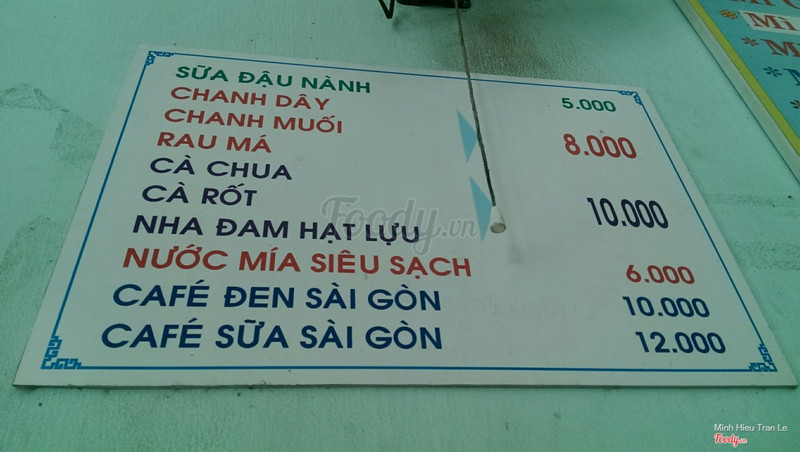 SỮA ĐẬU NÀNH 5.000
CHANH DÂY
CHANH MUỐI 8.000
RAU MÁ
CÀ CHUA
CÀ RỐT 10.000
NHA ĐAM HẠT LỰU
NƯỚC MÍA SIÊU SẠCH 6.000
CAFÉ ĐEN SÀI GÒN 10.000
CAFÉ SỮA SÀI GÒN 12.000
Foody.vn
Mì
Minh Hieu Tran Le
Foody.vn